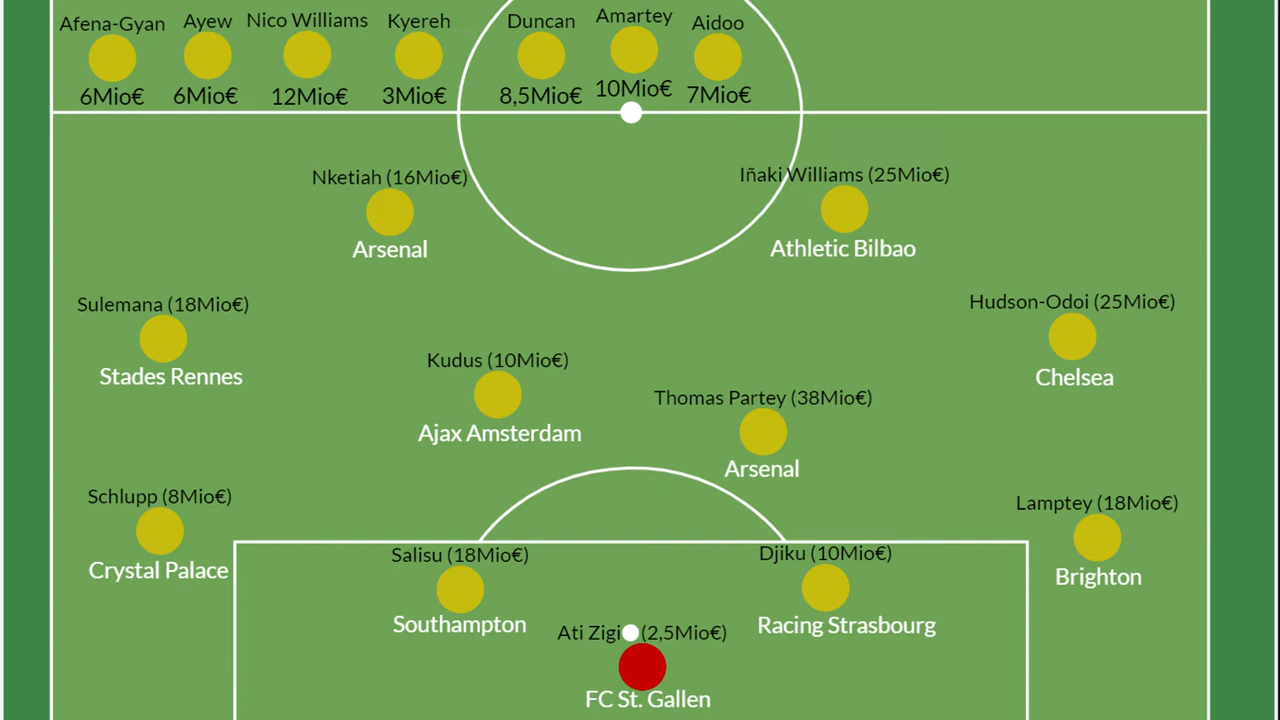 Afena-Gyan
Ayew
Nico Williams
Kyereh
Duncan
Amartey
Aidoo
6Mio€
6Mio€
12Mio€
3Mio€
8,5Mio€
10Mio€
7Mio€
Nketiah (16Mio€)
Arsenal
Iñaki Williams (25Mio€)
Athletic Bilbao
Sulemana (18Mio€)
Stades Rennes
Hudson-Odoi (25Mio€)
Chelsea
Kudus (10Mio€)
Ajax Amsterdam
Thomas Partey (38Mio€)
Arsenal
Schlupp (8Mio€)
Crystal Palace
Lamptey (18Mio€)
Brighton
Salisu (18Mio€)
Southampton
Djiku (10Mio€)
Racing Strasbourg
Ati Zigi (2,5Mio€)
FC St. Gallen